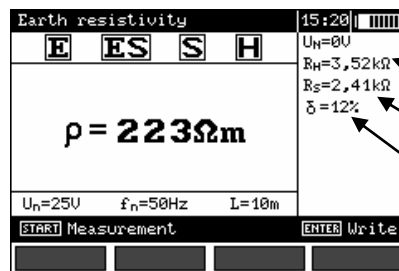 Earth resistivity
15:20
E ES S H
ρ = 223Ωm
Un=25V fn=50Hz L=10m
START Measurement
UN=0V
RH=3,52kΩ
RS=2,41kΩ
δ=12%
ENTER Write